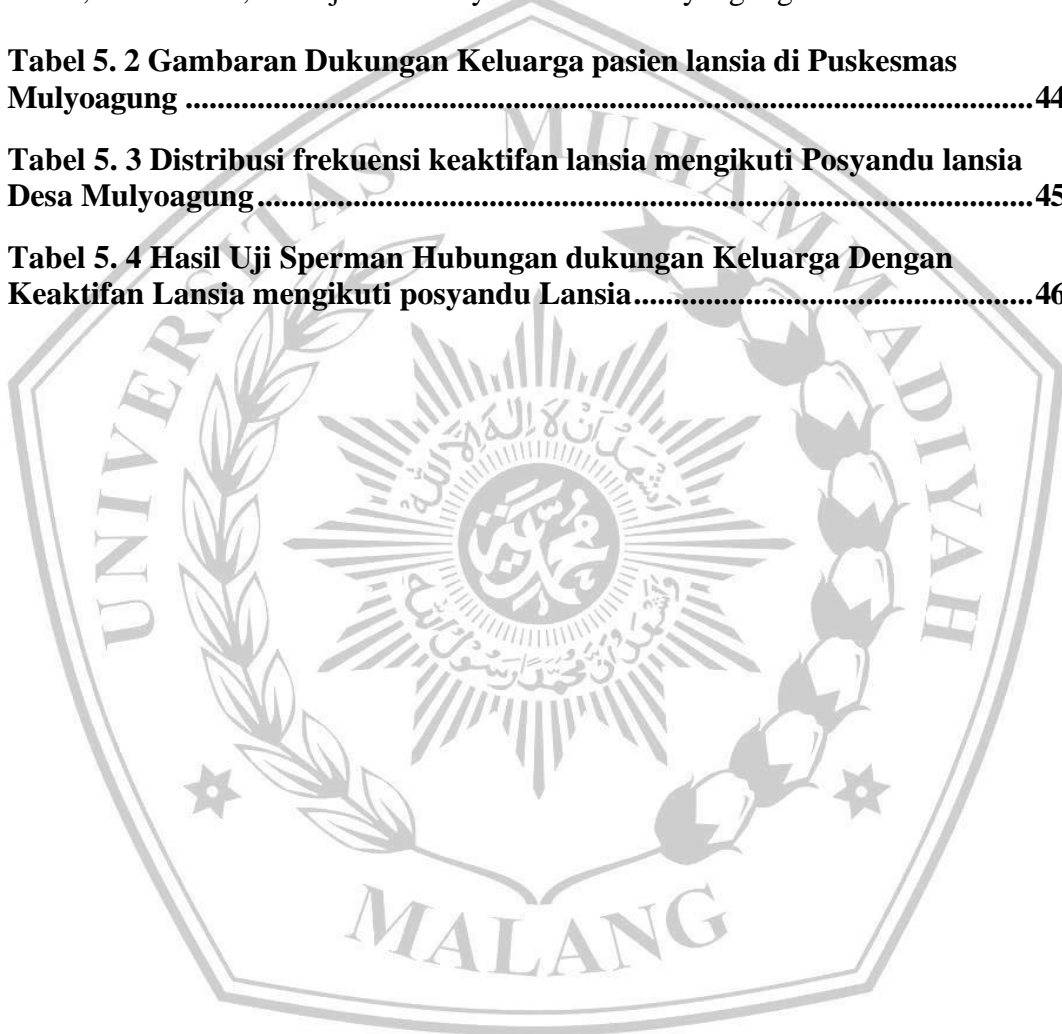 Tabel 5. 2 Gambaran Dukungan Keluarga pasien lansia di Puskesmas
Mulyoagung ........................................................................................................... 44
Tabel 5. 3 Distribusi frekuensi keaktifan lansia mengikuti Posyandu lansia
Desa Mulyoagung ................................................................................................. 45
Tabel 5. 4 Hasil Uji Sperman Hubungan dukungan Keluarga Dengan
Keaktifan Lansia mengikuti posyandu Lansia .................................................. 46
UNIVERSITAS MUHAMMADIYAH
MALANG